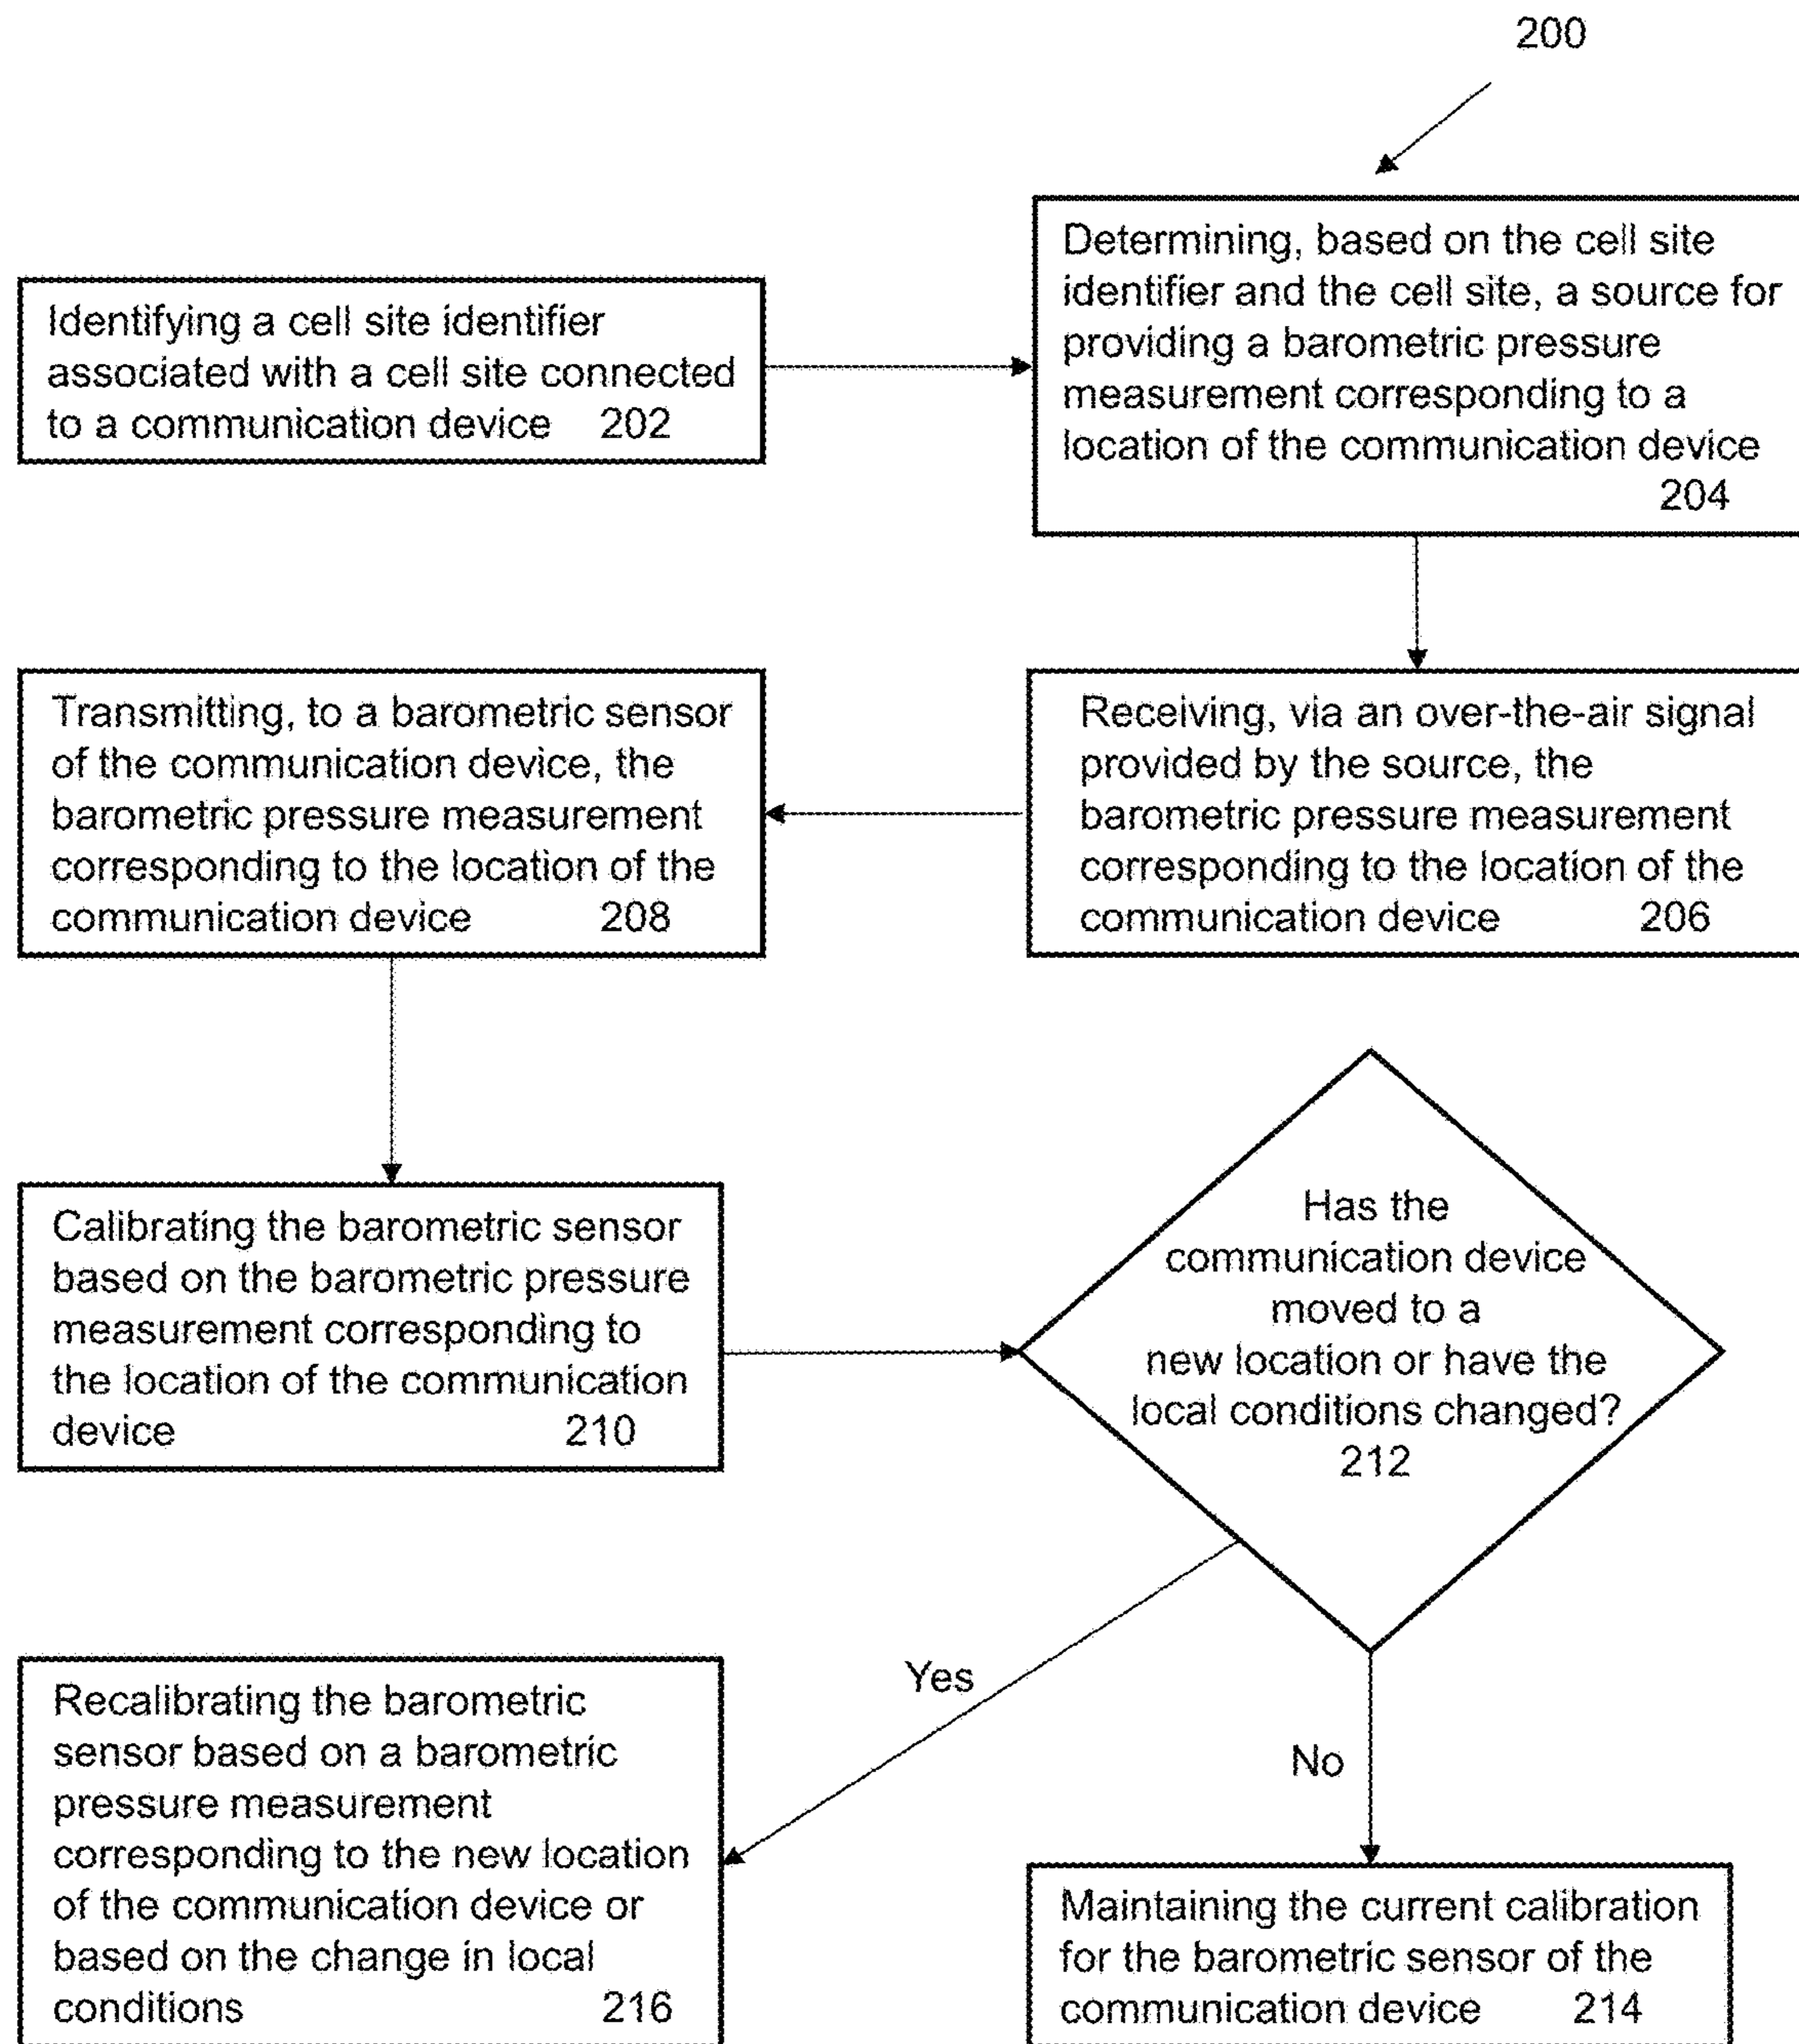 200
Identifying a cell site identifier
associated with a cell site connected
to a communication device 202
Determining, based on the cell site
identifier and the cell site, a source for
providing a barometric pressure
measurement corresponding to a
location of the communication device
204
Receiving, via an over-the-air signal
provided by the source, the
barometric pressure measurement
corresponding to the location of the
communication device 206
Transmitting, to a barometric sensor
of the communication device, the
barometric pressure measurement
corresponding to the location of the
communication device 208
Calibrating the barometric sensor
based on the barometric pressure
measurement corresponding to
the location of the communication
device 210
Has the
communication device
moved to a
new location or have the
local conditions changed?
212
Yes
No
Recalibrating the barometric
sensor based on a barometric
pressure measurement
corresponding to the new location
of the communication device or
based on the change in local
conditions 216
Maintaining the current calibration
for the barometric sensor of the
communication device 214